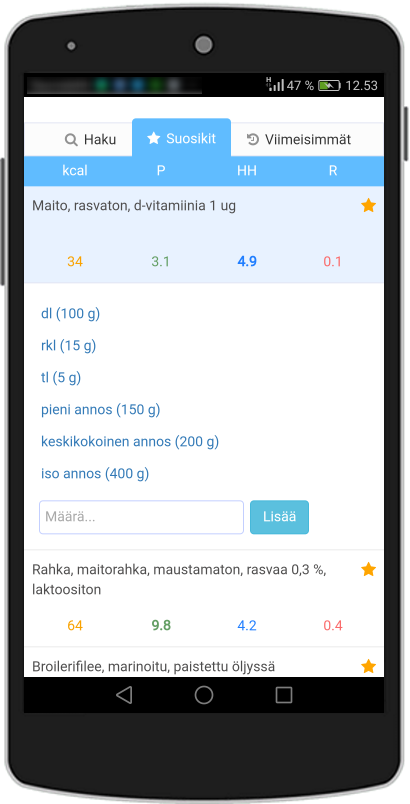 47 % 12.53
Haku Suosikit Viimeisimmät
kcal P HH R
Maito, rasvaton, d-vitamiinia 1 ug
34 3.1 4.9 0.1
dl (100 g)
rkl (15 g)
tl (5 g)
pieni annos (150 g)
keskikokoinen annos (200 g)
iso annos (400 g)
Määrä... Lisää
Rahka, maitorahka, maustamaton, rasvaa 0,3 %,
laktoositon
64 9.8 4.2 0.4
Broilerifilee, marinoitu, paistettu öljyssä